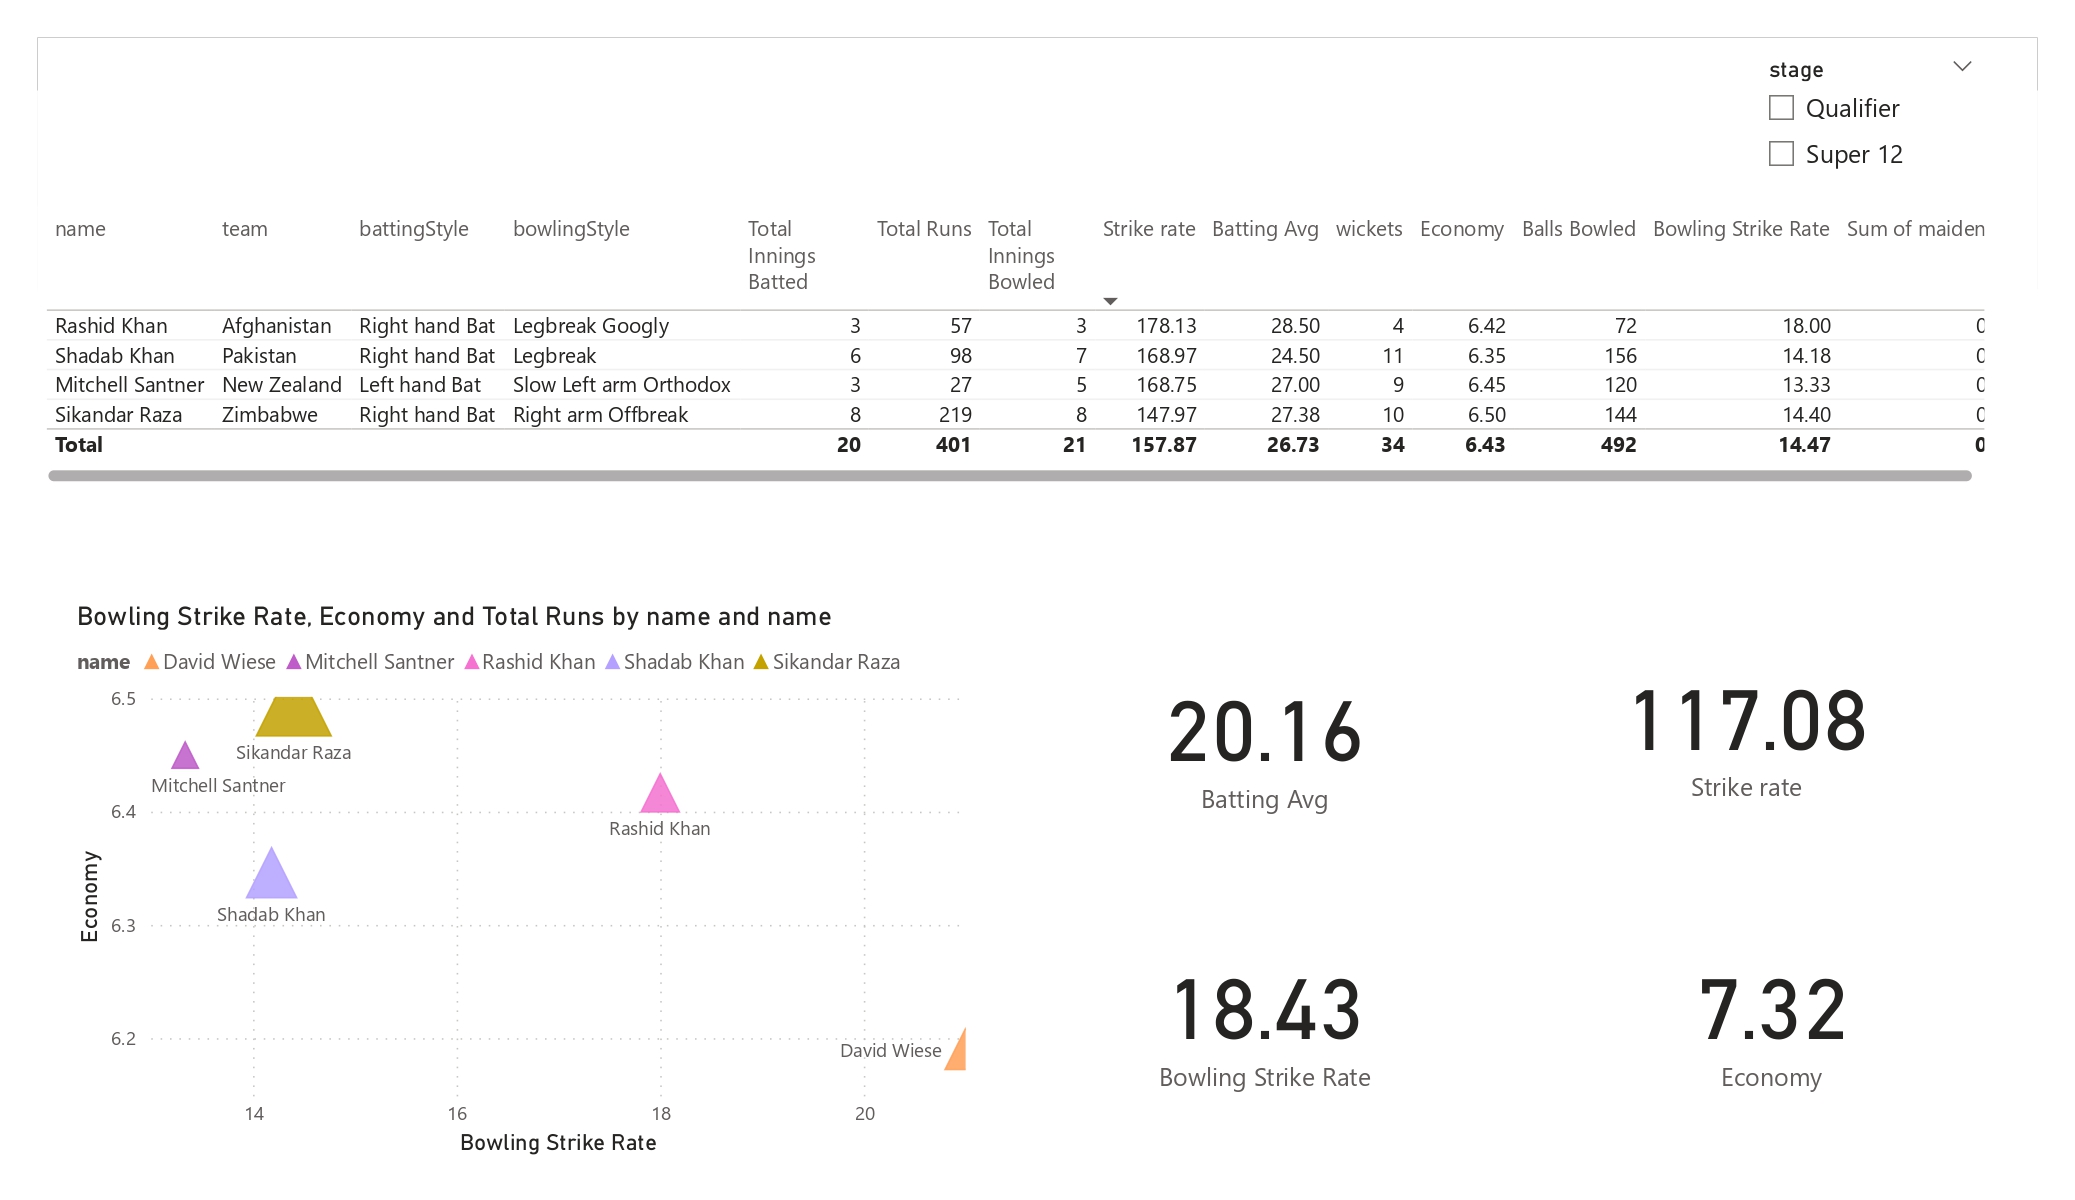 stage
Qualifier
Super 12
name team battingStyle bowlingStyle Total Innings Batted Total Runs Total Innings Bowled Strike rate Batting Avg wickets Economy Balls Bowled Bowling Strike Rate Sum of maiden
Rashid Khan Afghanistan Right hand Bat Legbreak Googly 3 57 3 178.13 28.50 4 6.42 72 18.00 0
Shadab Khan Pakistan Right hand Bat Legbreak 6 98 7 168.97 24.50 11 6.35 156 14.18 0
Mitchell Santner New Zealand Left hand Bat Slow Left arm Orthodox 3 27 5 168.75 27.00 9 6.45 120 13.33 0
Sikandar Raza Zimbabwe Right hand Bat Right arm Offbreak 8 219 8 147.97 27.38 10 6.50 144 14.40 0
Total 20 401 21 157.87 26.73 34 6.43 492 14.47 0
Bowling Strike Rate, Economy and Total Runs by name and name
name David Wiese Mitchell Santner Rashid Khan Shadab Khan Sikandar Raza
6.5
Sikandar Raza
Mitchell Santner
6.4
Rashid Khan
Shadab Khan
6.3
6.2
David Wiese
Economy
14 16 18 20
Bowling Strike Rate
20.16
Batting Avg
117.08
Strike rate
18.43
Bowling Strike Rate
7.32
Economy